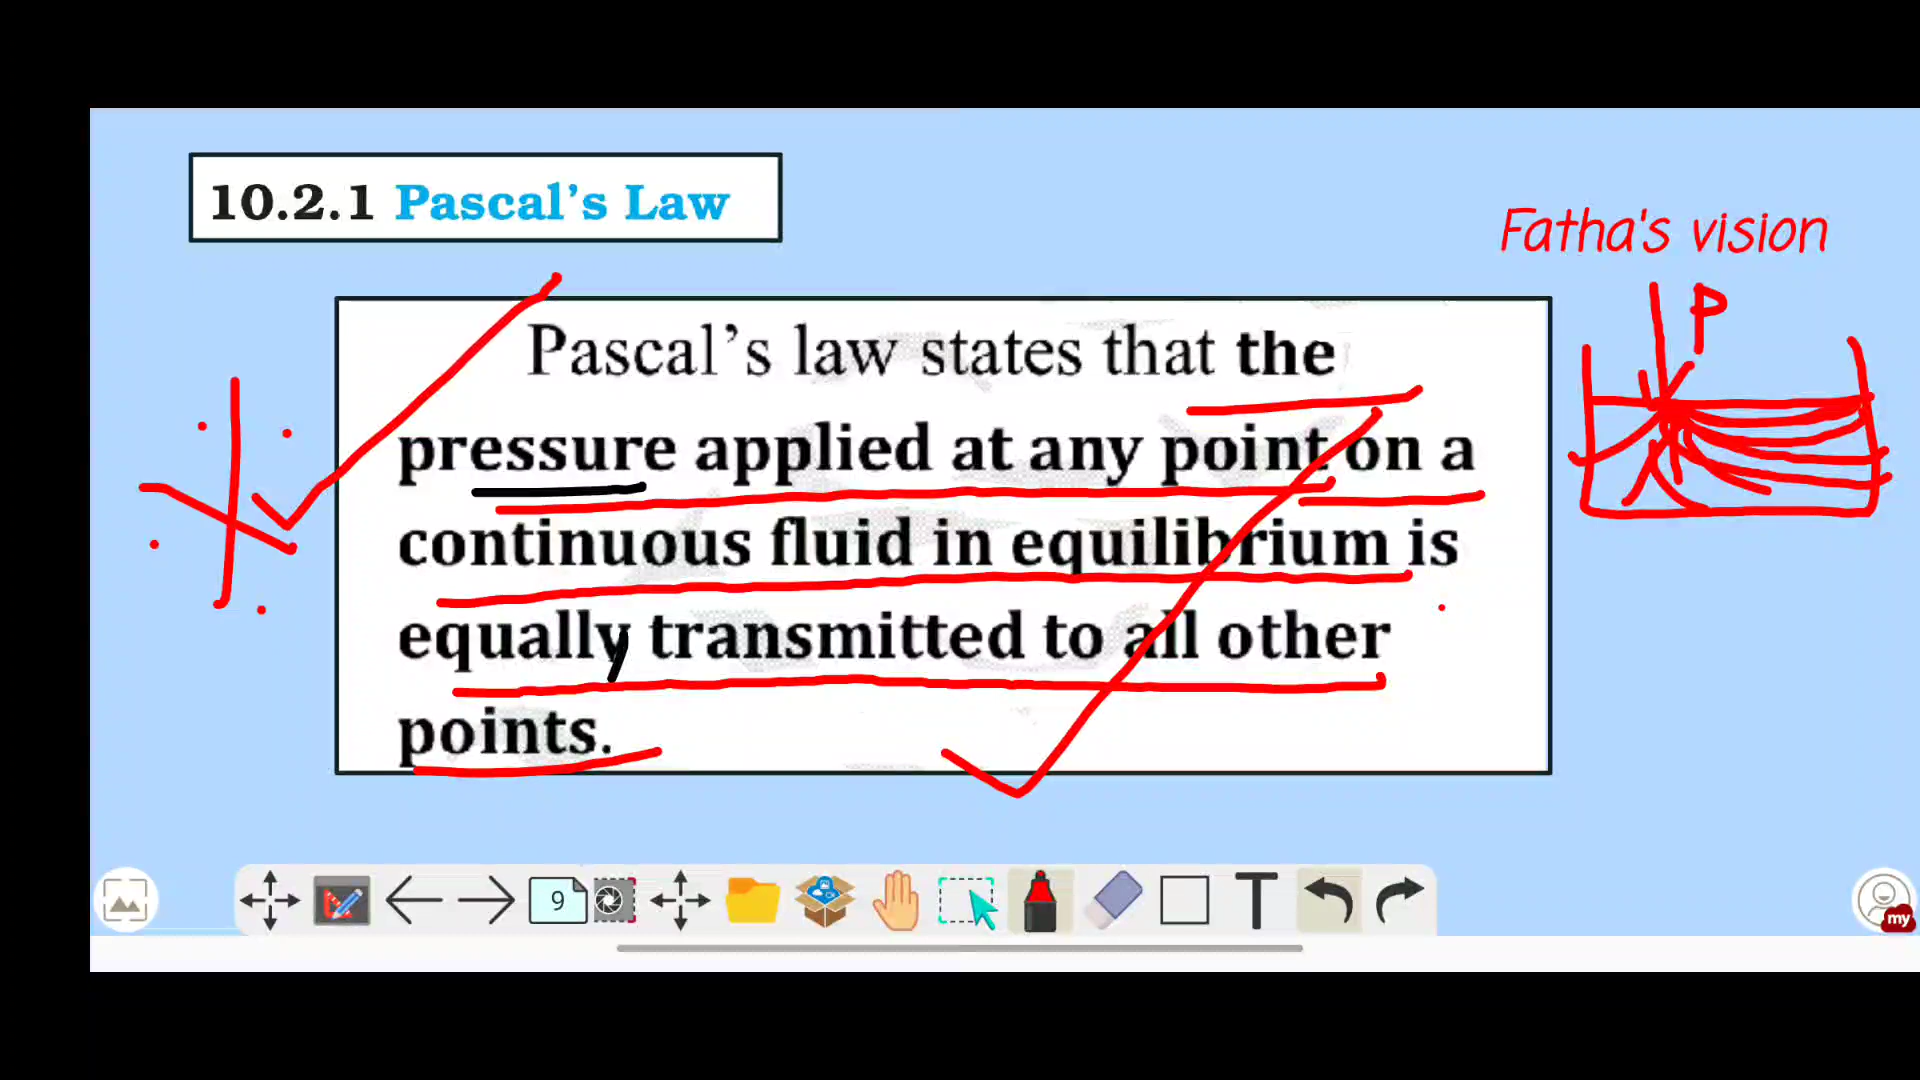 10.2.1 Pascal's Law
Fatha's vision
P
Pascal's law states that the
pressure applied at any point on a
continuous fluid in equilibrium is
equally transmitted to all other
points.
9
T
my